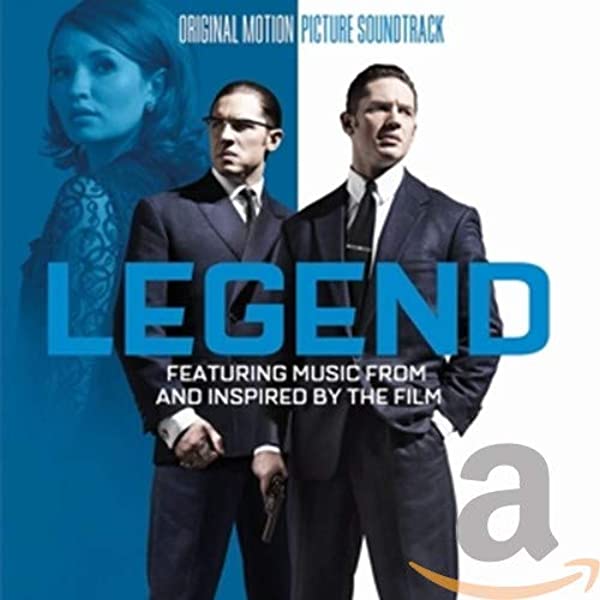 ORIGINAL MOTION PICTURE SOUNDTRACK
LEGEND
FEATURING MUSIC FROM
AND INSPIRED BY THE FILM
a